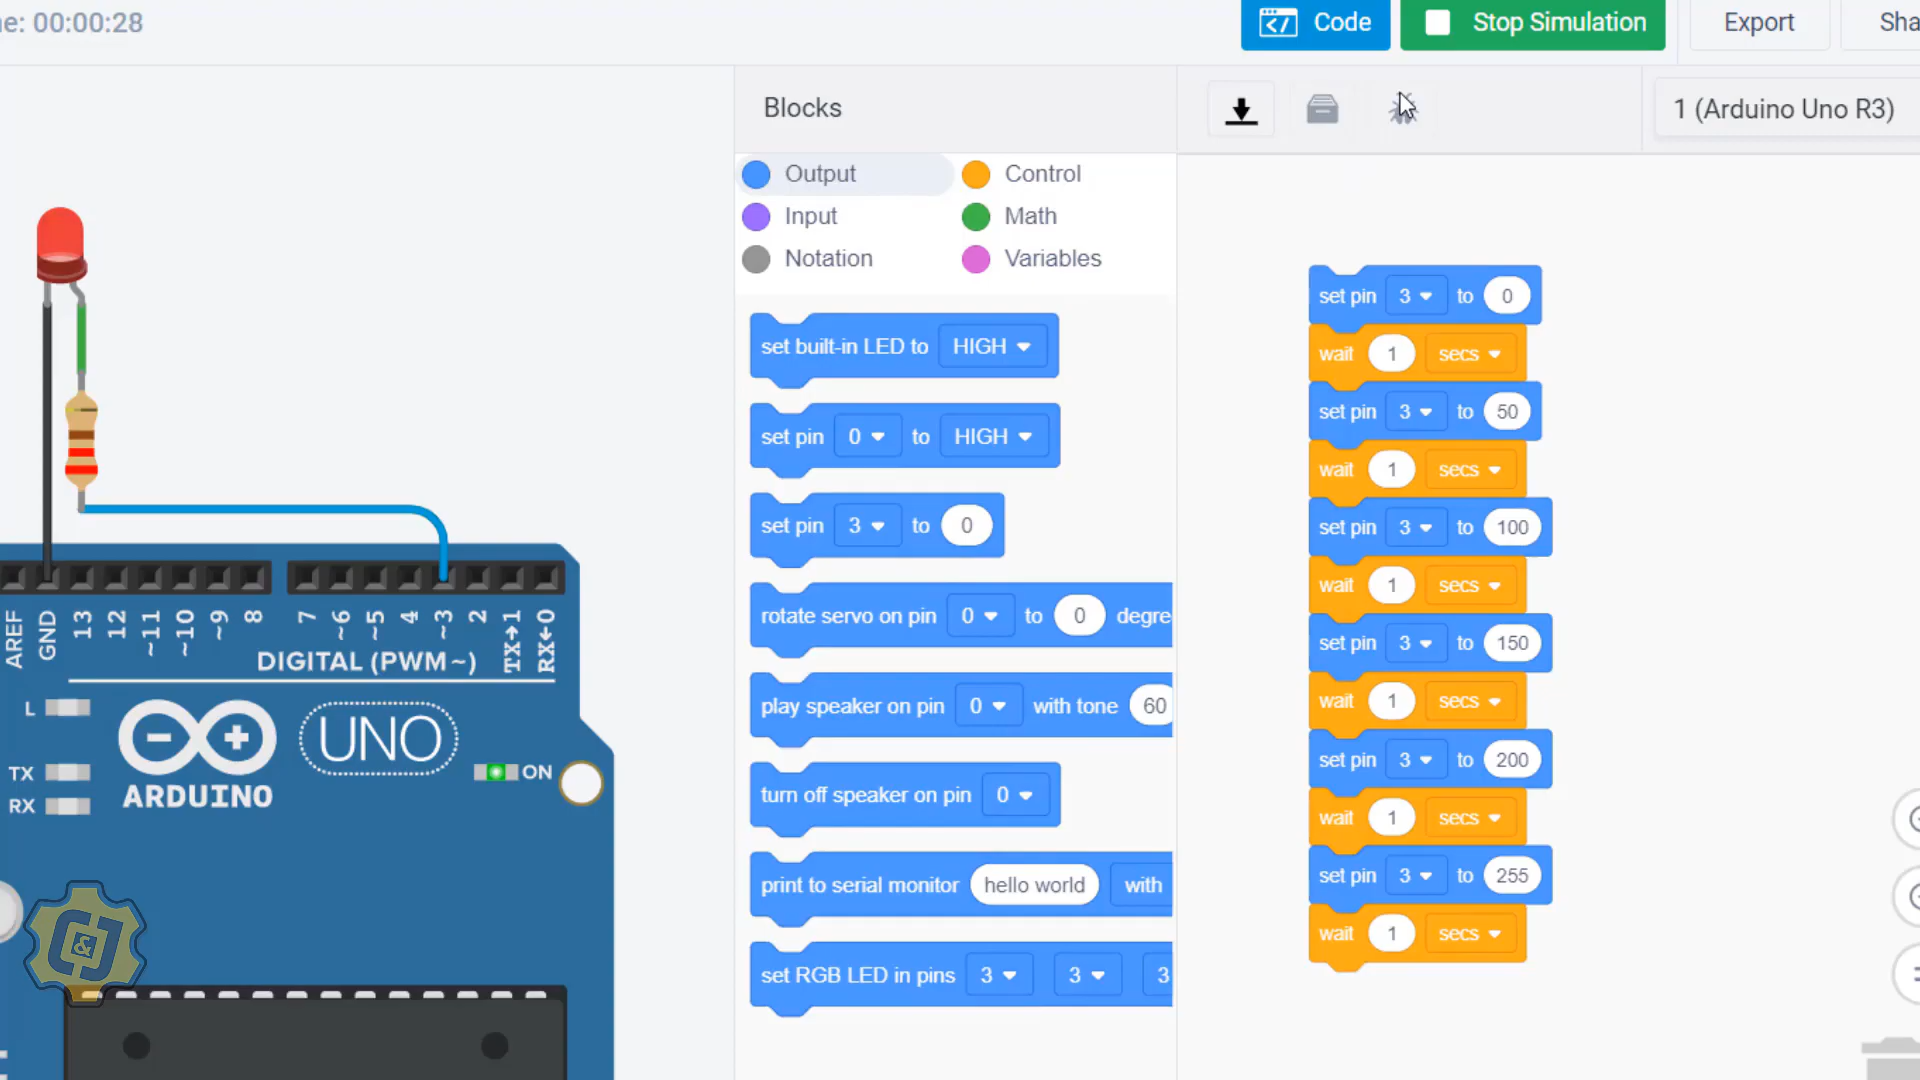 ne: 00:00:28
Code
Stop Simulation
Export
Sha
Blocks
1 (Arduino Uno R3)
Output
Control
Input
Math
Notation
Variables
set built-in LED to HIGH
set pin 0 to HIGH
set pin 3 to 0
rotate servo on pin 0 to 0 degre
play speaker on pin 0 with tone 60
turn off speaker on pin 0
print to serial monitor hello world with
set RGB LED in pins 3 3 3
set pin 3 to 0
wait 1 secs
set pin 3 to 50
wait 1 secs
set pin 3 to 100
wait 1 secs
set pin 3 to 150
wait 1 secs
set pin 3 to 200
wait 1 secs
set pin 3 to 255
wait 1 secs
AREF GND 13 12 ~11 ~10 ~9 8 7 ~6 ~5 4 ~3 2 TX→1 RX←0
DIGITAL (PWM~)
L
TX
RX
ARDUINO
UNO
ON
&